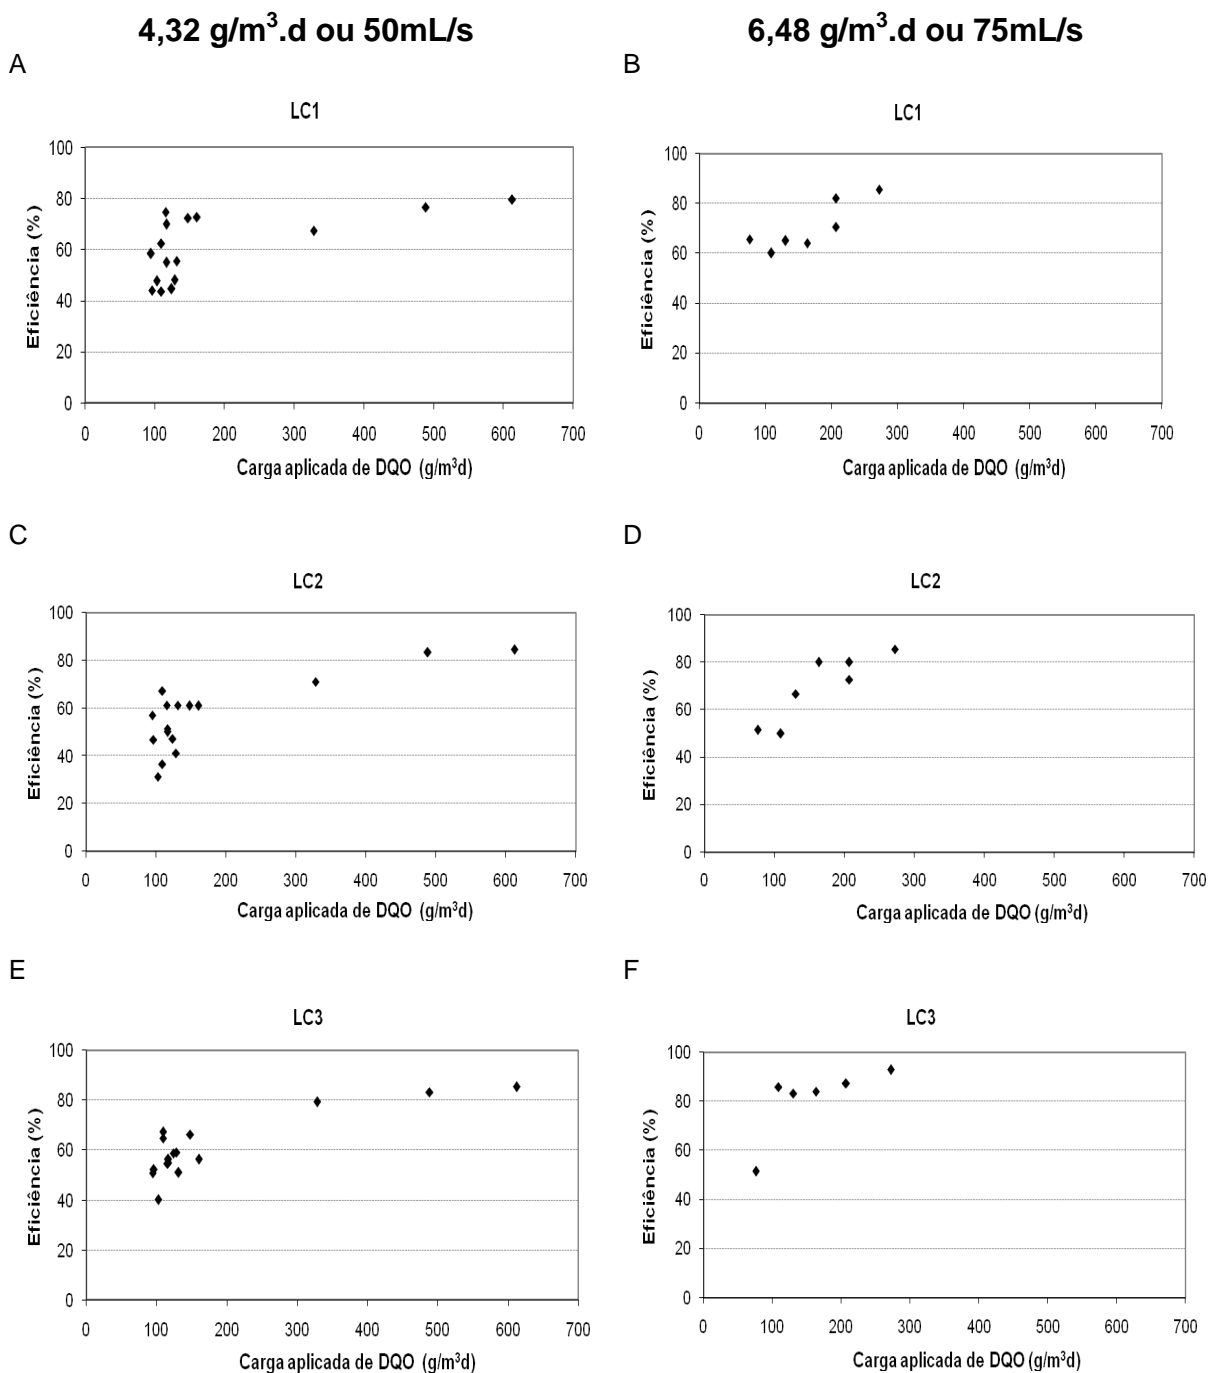 4,32 g/m³.d ou 50mL/s
6,48 g/m³.d ou 75mL/s
A
LC1
Eficiência (%)
100
80
60
40
20
0
0 100 200 300 400 500 600 700
Carga aplicada de DQO (g/m³d)
B
LC1
Eficiência (%)
100
80
60
40
20
0
0 100 200 300 400 500 600 700
Carga aplicada de DQO (g/m³d)
C
LC2
Eficiência (%)
100
80
60
40
20
0
0 100 200 300 400 500 600 700
Carga aplicada de DQO (g/m³d)
D
LC2
Eficiência (%)
100
80
60
40
20
0
0 100 200 300 400 500 600 700
Carga aplicada de DQO (g/m³d)
E
LC3
Eficiência (%)
100
80
60
40
20
0
0 100 200 300 400 500 600 700
Carga aplicada de DQO (g/m³d)
F
LC3
Eficiência (%)
100
80
60
40
20
0
0 100 200 300 400 500 600 700
Carga aplicada de DQO (g/m³d)